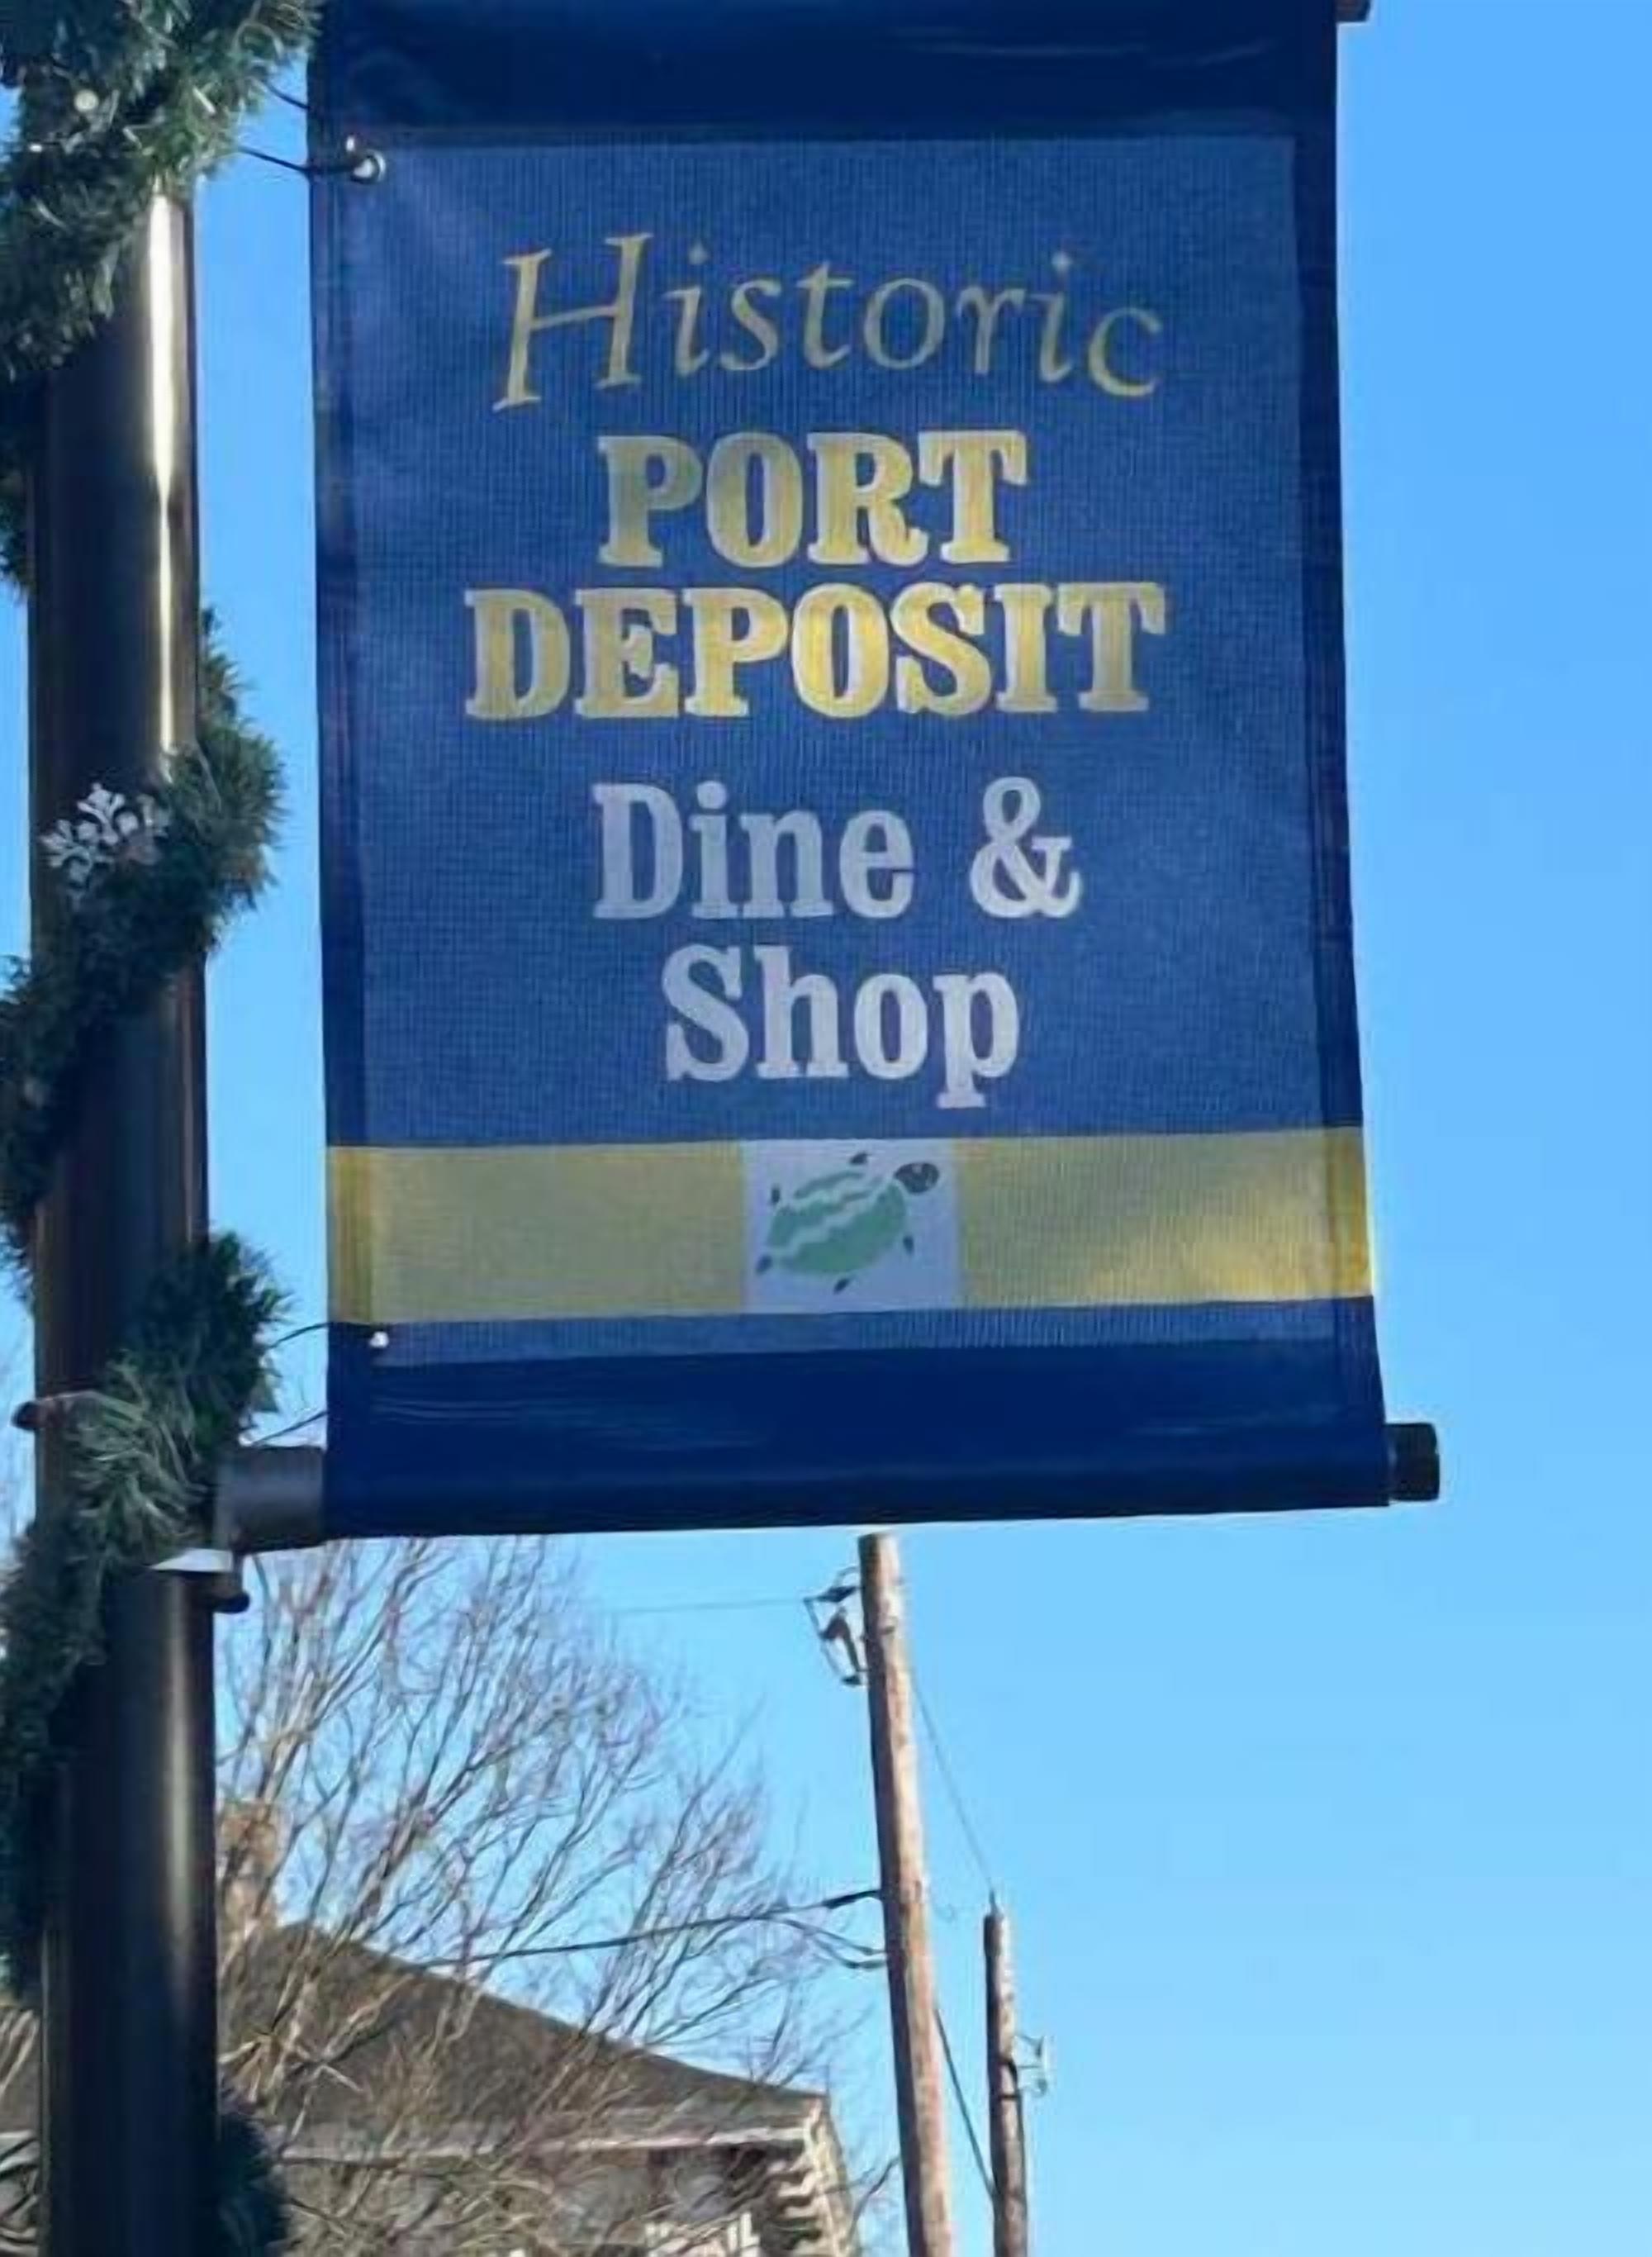 Historic
PORT
DEPOSIT
Dine &
Shop